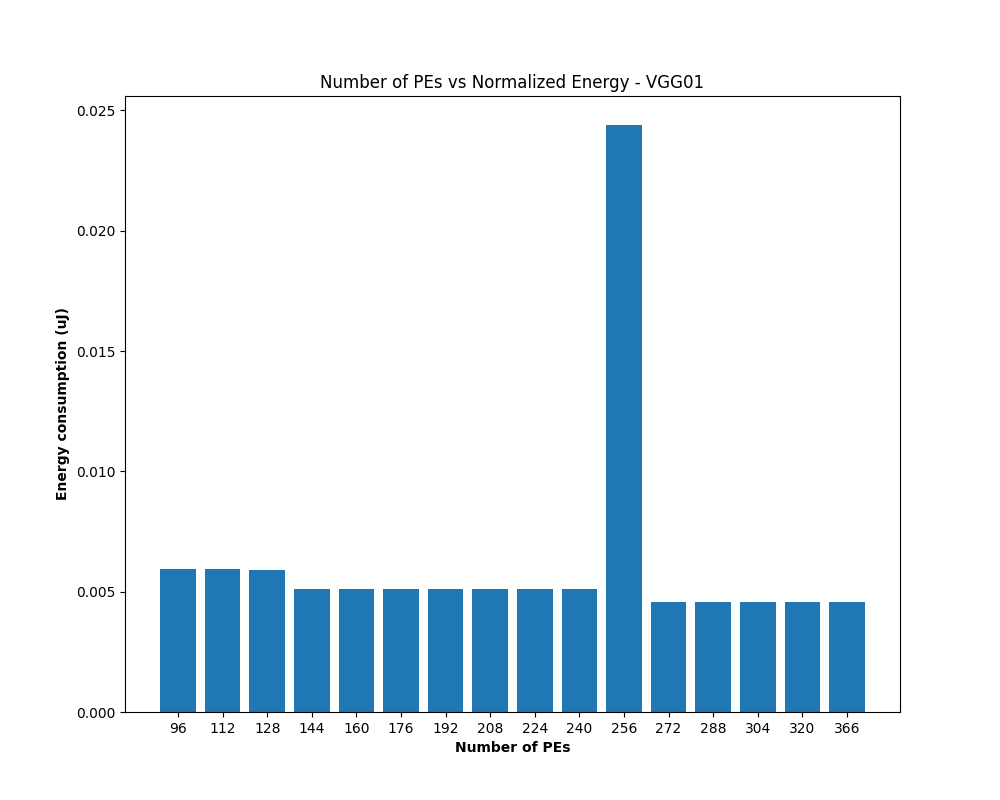 Number of PEs vs Normalized Energy - VGG01
0.025
0.020
0.015
0.010
0.005
0.000
Energy consumption (uJ)
96 112 128 144 160 176 192 208 224 240 256 272 288 304 320 366
Number of PEs